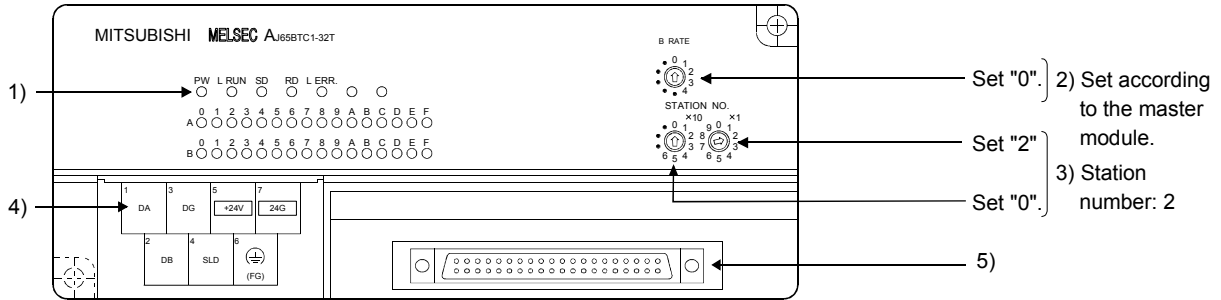 MITSUBISHI MELSEC AJ65BTC1-32T
1)
PW L RUN SD RD L ERR.
0 1 2 3 4 5 6 7 8 9 A B C D E F
A
0 1 2 3 4 5 6 7 8 9 A B C D E F
B
B RATE
0 1 2 3 4
STATION NO.
×10 ×1
0 1 2 3 4 5 6
0 1 2 3 4 5 6 7 8 9
Set "0".
2) Set according
to the master
module.
Set "2"
Set "0".
3) Station
number: 2
4)
1 DA
3 DG
5 +24V
7 24G
2 DB
4 SLD
6 (FG)
5)